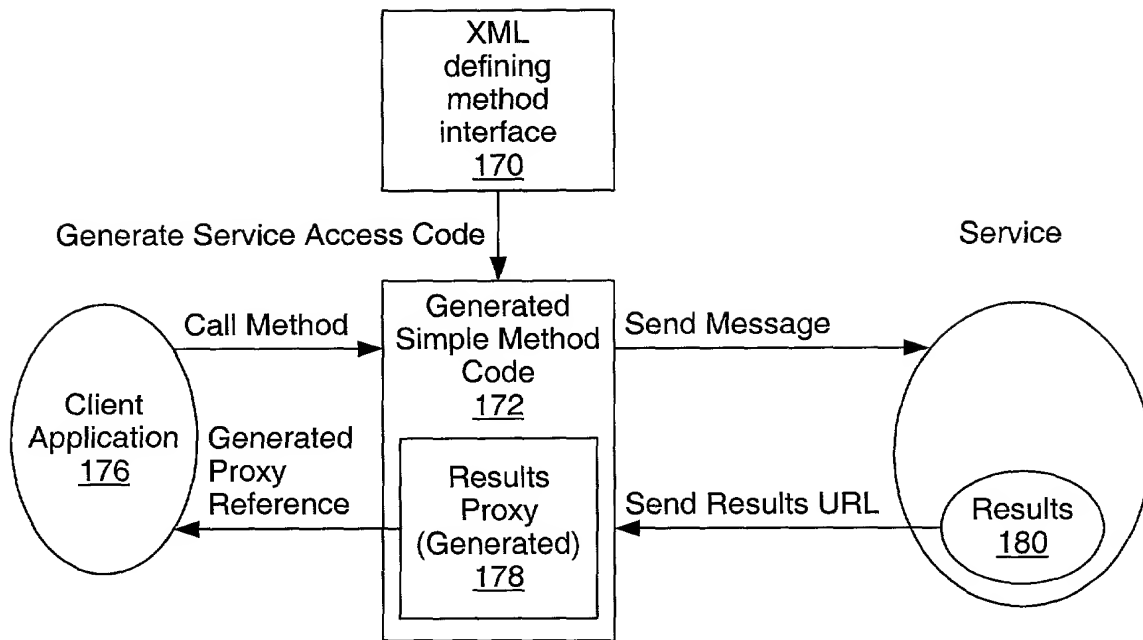 XML
defining
method
interface
170
Generate Service Access Code
Service
Generated
Simple Method
Code
172
Call Method
Send Message
Client
Application
176
Generated
Proxy
Reference
Results
Proxy
(Generated)
178
Send Results URL
Results
180